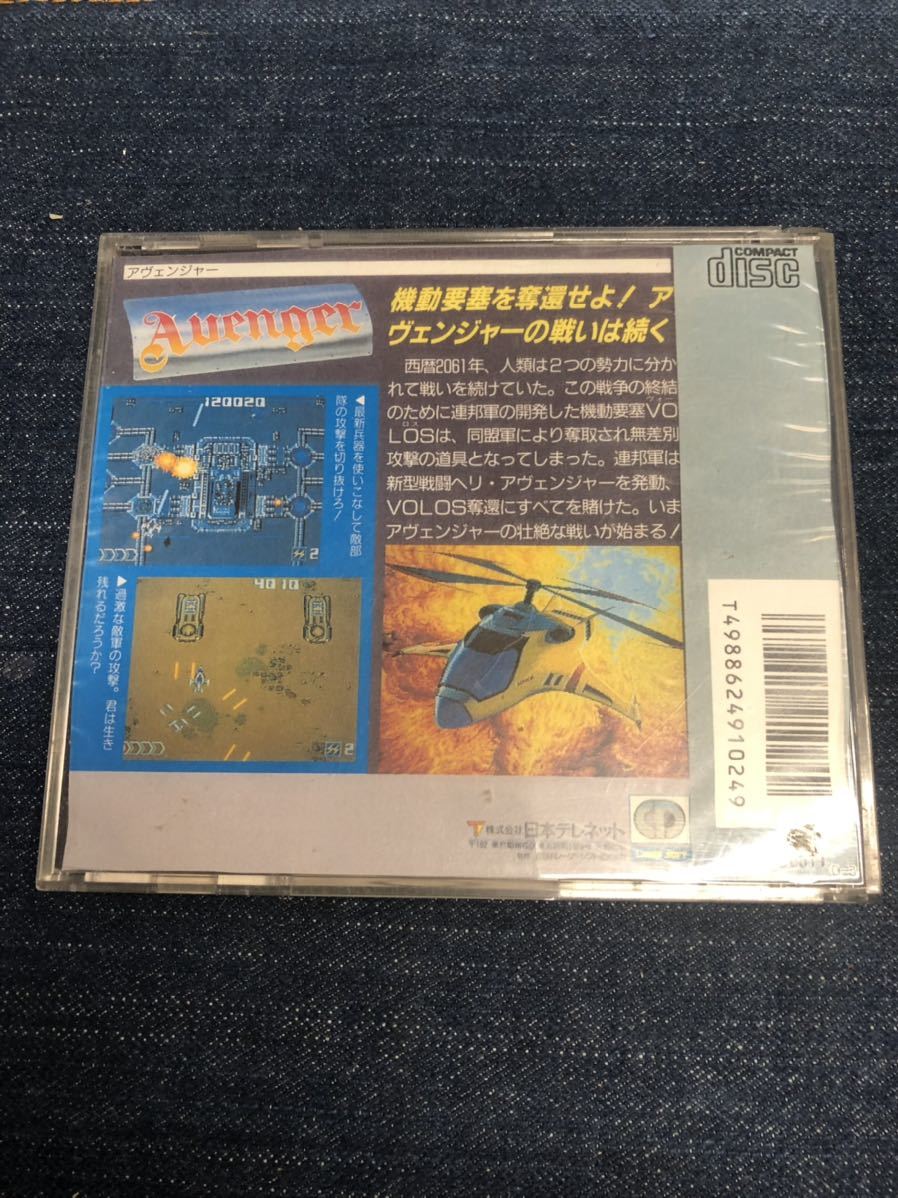 アヴェンジャー
Avenger
COMPACT
disc
機動要塞を奪還せよ! ア
ヴェンジャーの戦いは続く
西暦2061年、人類は2つの勢力に分か
れて戦いを続けていた。この戦争の終結
のために連邦軍の開発した機動要塞VO
LOSは、同盟軍により奪取され無差別
攻撃の道具となってしまった。連邦軍は
新型戦闘ヘリ・アヴェンジャーを発動、
VOLOS奪還にすべてを賭けた。いま
アヴェンジャーの壮絶な戦いが始まる!
◀最新兵器を使いこなして敵部
隊の攻撃を切り抜けろ!
120020
2
▶過激な敵軍の攻撃。君は生き
残れるだろうか?
4010
2
T4988624910249
株式会社 日本テレネット